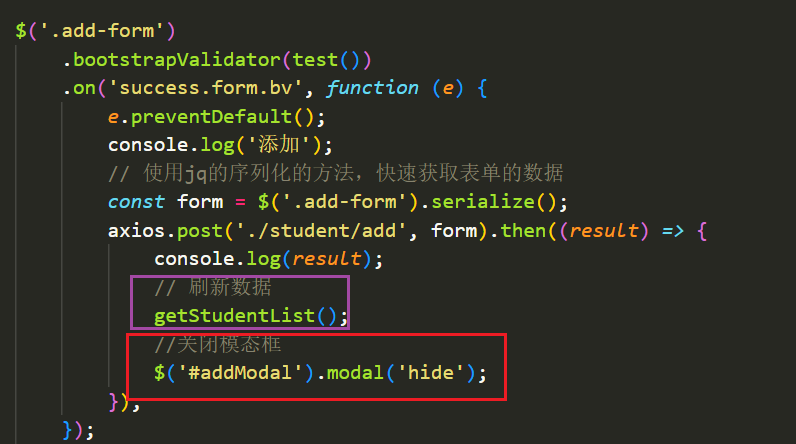 $('.add-form')
.bootstrapValidator(test())
.on('success.form.bv', function (e) {
e.preventDefault();
console.log('添加');
// 使用jq的序列化的方法，快速获取表单的数据
const form = $('.add-form').serialize();
axios.post('./student/add', form).then((result) => {
console.log(result);
// 刷新数据
getStudentList();
//关闭模态框
$('#addModal').modal('hide');
});
});